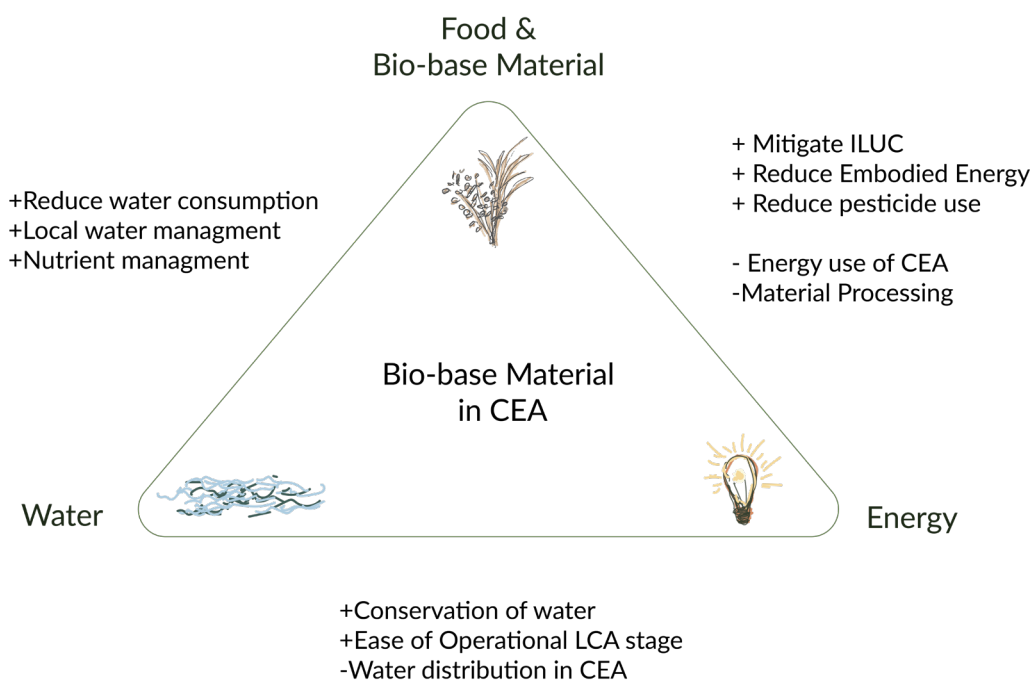 Food &
Bio-base Material
+Reduce water consumption
+Local water managment
+Nutrient managment
+ Mitigate ILUC
+ Reduce Embodied Energy
+ Reduce pesticide use
- Energy use of CEA
-Material Processing
Bio-base Material
in CEA
Water
Energy
+Conservation of water
+Ease of Operational LCA stage
-Water distribution in CEA